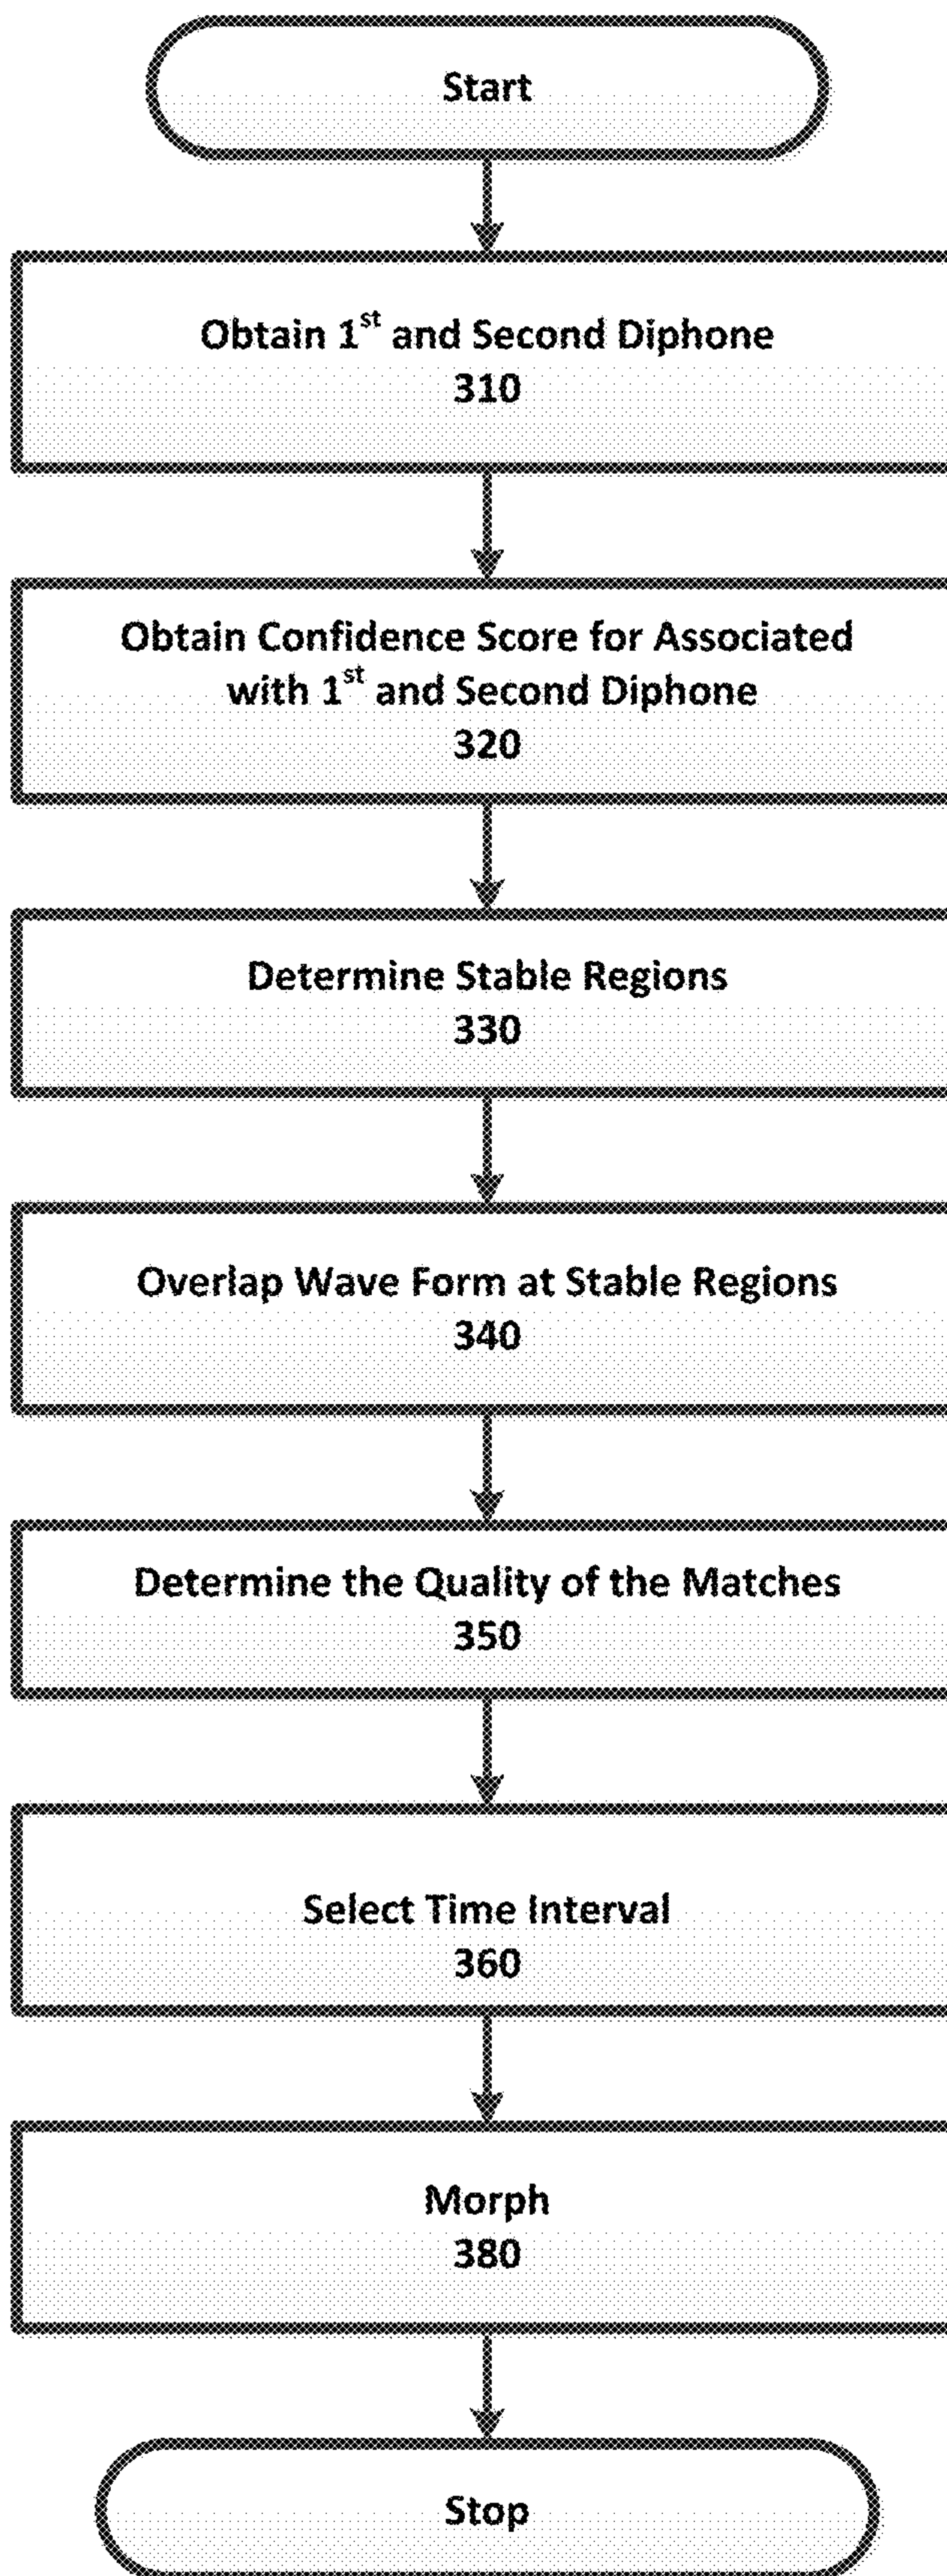 Start
Obtain 1st and Second Diphone
310
Obtain Confidence Score for Associated
with 1st and Second Diphone
320
Determine Stable Regions
330
Overlap Wave Form at Stable Regions
340
Determine the Quality of the Matches
350
Select Time Interval
360
Morph
380
Stop